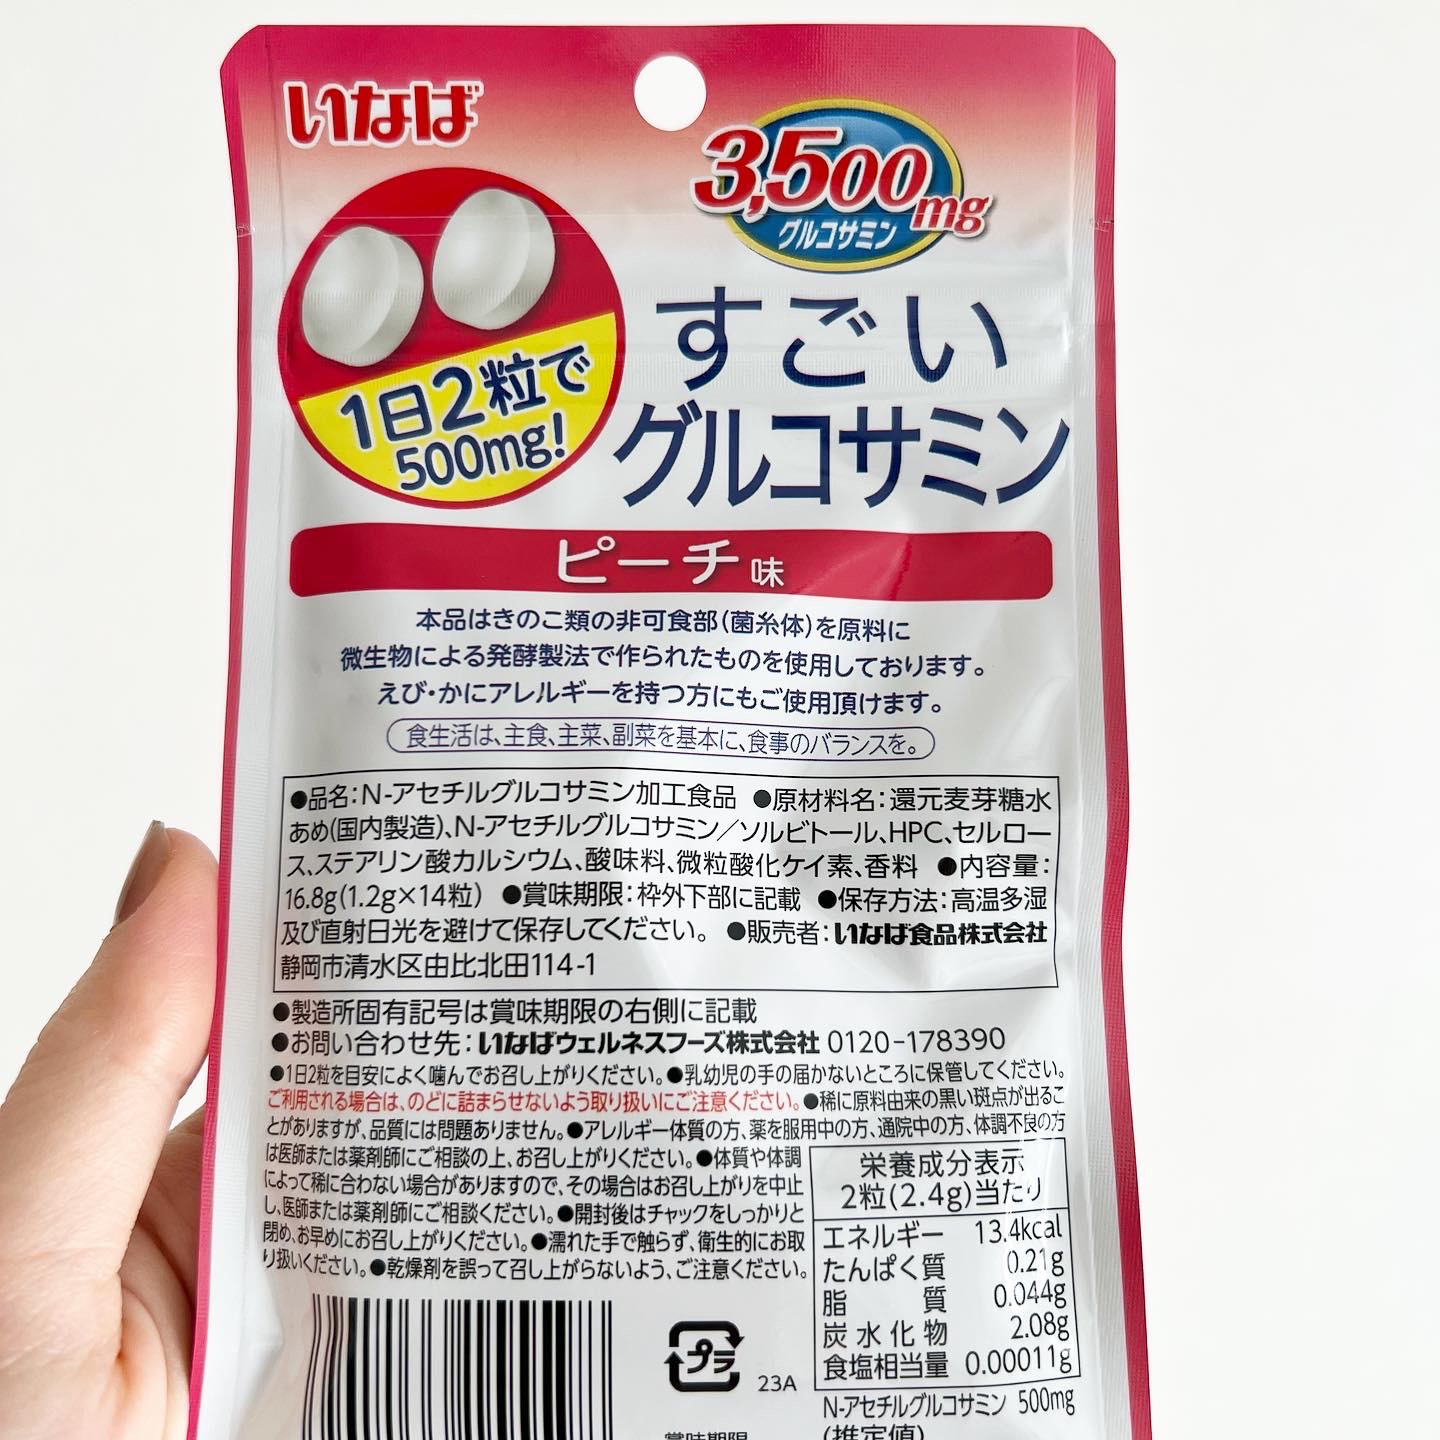 いなば
3,500mg
グルコサミン
1日2粒で
500mg!
すごい
グルコサミン
ピーチ味
本品はきのこ類の非可食部(菌糸体)を原料に
微生物による発酵製法で作られたものを使用しております。
えび・かにアレルギーを持つ方にもご使用頂けます。
食生活は、主食、主菜、副菜を基本に、食事のバランスを。
●品名:N-アセチルグルコサミン加工食品 ●原材料名:還元麦芽糖水
あめ(国内製造)、N-アセチルグルコサミン/ソルビトール、HPC、セルロー
ス、ステアリン酸カルシウム、酸味料、微粒酸化ケイ素、香料 ●内容量:
16.8g(1.2g×14粒) ●賞味期限:枠外下部に記載 ●保存方法:高温多湿
及び直射日光を避けて保存してください。 ●販売者:いなば食品株式会社
静岡市清水区由比北田114-1
●製造所固有記号は賞味期限の右側に記載
●お問い合わせ先:いなばウェルネスフーズ株式会社 0120-178390
●1日2粒を目安によく噛んでお召し上がりください。●乳幼児の手の届かないところに保管してください。
ご利用される場合は、のどに詰まらせないよう取り扱いにご注意ください。●稀に原料由来の黒い斑点が出るこ
とがありますが、品質には問題ありません。●アレルギー体質の方、薬を服用中の方、通院中の方、体調不良の方
は医師または薬剤師にご相談の上、お召し上がりください。●体質や体調
によって稀に合わない場合がありますので、その場合はお召し上がりを中止
し、医師または薬剤師にご相談ください。●開封後はチャックをしっかりと
閉め、お早めにお召し上がりください。●濡れた手で触らず、衛生的にお取
り扱いください。●乾燥剤を誤って召し上がらないよう、ご注意ください。
栄養成分表示
2粒(2.4g)当たり
エネルギー 13.4kcal
たんぱく質 0.21g
脂質 0.044g
炭水化物 2.08g
食塩相当量 0.00011g
N-アセチルグルコサミン 500mg
(推定値)
プラ
23A
賞味期限